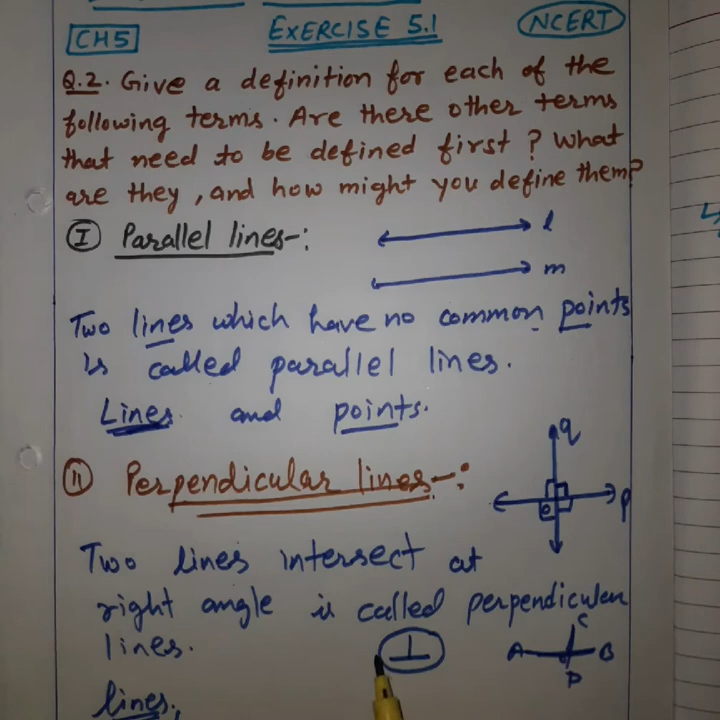 CH5
EXERCISE 5.1
NCERT
Q.2. Give a definition for each of the
following terms. Are there other terms
that need to be defined first? What
are they, and how might you define them?
I Parallel lines-:
l
m
Two lines which have no common points
is called parallel lines.
Lines and points.
II Perpendicular lines-:
q
p
Two lines intersect at
right angle is called perpendicular
lines.
⊥
C
A B
D
lines,